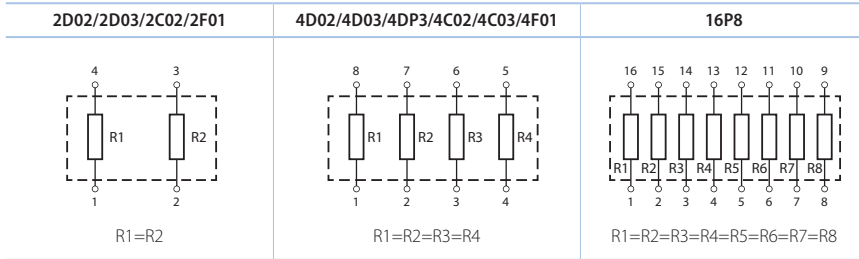 2D02/2D03/2C02/2F01
4 3
R1 R2
1 2
R1=R2
4D02/4D03/4DP3/4C02/4C03/4F01
8 7 6 5
R1 R2 R3 R4
1 2 3 4
R1=R2=R3=R4
16P8
16 15 14 13 12 11 10 9
R1 R2 R3 R4 R5 R6 R7 R8
1 2 3 4 5 6 7 8
R1=R2=R3=R4=R5=R6=R7=R8